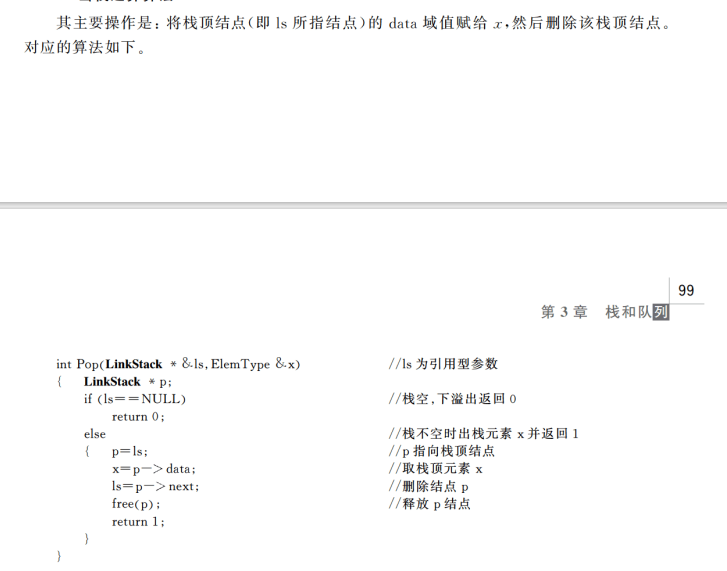 其主要操作是：将栈顶结点(即 ls 所指结点)的 data 域值赋给 x,然后删除该栈顶结点。
对应的算法如下。
99
第 3 章 栈和队列
int Pop(LinkStack * &ls,ElemType &x) //ls 为引用型参数
{ LinkStack * p;
if (ls==NULL) //栈空,下溢出返回 0
return 0;
else //栈不空时出栈元素 x 并返回 1
{ p=ls; //p 指向栈顶结点
x=p->data; //取栈顶元素 x
ls=p->next; //删除结点 p
free(p); //释放 p 结点
return 1;
}
}